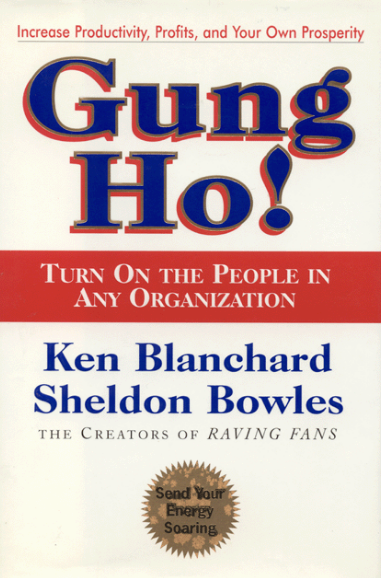 Increase Productivity, Profits, and Your Own Prosperity
Gung
Ho!
TURN ON THE PEOPLE IN
ANY ORGANIZATION
Ken Blanchard
Sheldon Bowles
THE CREATORS OF RAVING FANS
Send Your
Energy
Soaring